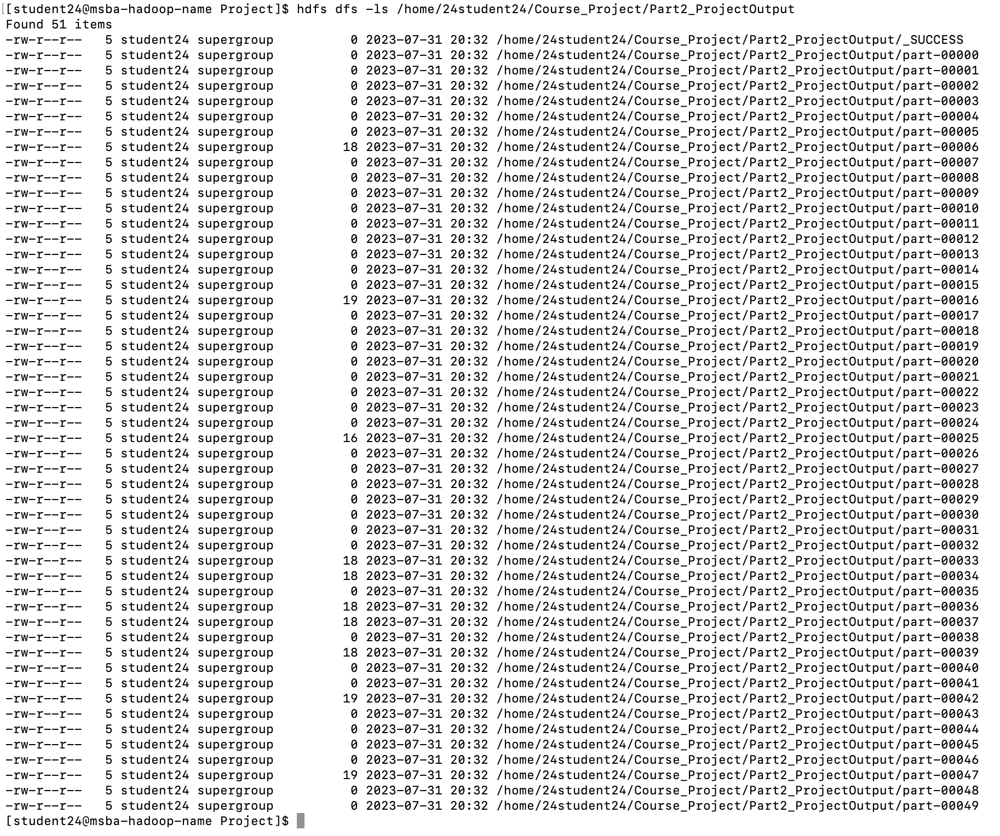 [[student24@msba-hadoop-name Project]$ hdfs dfs -ls /home/24student24/Course_Project/Part2_ProjectOutput
Found 51 items
-rw-r--r--   5 student24 supergroup          0 2023-07-31 20:32 /home/24student24/Course_Project/Part2_ProjectOutput/_SUCCESS
-rw-r--r--   5 student24 supergroup          0 2023-07-31 20:32 /home/24student24/Course_Project/Part2_ProjectOutput/part-00000
-rw-r--r--   5 student24 supergroup          0 2023-07-31 20:32 /home/24student24/Course_Project/Part2_ProjectOutput/part-00001
-rw-r--r--   5 student24 supergroup          0 2023-07-31 20:32 /home/24student24/Course_Project/Part2_ProjectOutput/part-00002
-rw-r--r--   5 student24 supergroup          0 2023-07-31 20:32 /home/24student24/Course_Project/Part2_ProjectOutput/part-00003
-rw-r--r--   5 student24 supergroup          0 2023-07-31 20:32 /home/24student24/Course_Project/Part2_ProjectOutput/part-00004
-rw-r--r--   5 student24 supergroup          0 2023-07-31 20:32 /home/24student24/Course_Project/Part2_ProjectOutput/part-00005
-rw-r--r--   5 student24 supergroup         18 2023-07-31 20:32 /home/24student24/Course_Project/Part2_ProjectOutput/part-00006
-rw-r--r--   5 student24 supergroup          0 2023-07-31 20:32 /home/24student24/Course_Project/Part2_ProjectOutput/part-00007
-rw-r--r--   5 student24 supergroup          0 2023-07-31 20:32 /home/24student24/Course_Project/Part2_ProjectOutput/part-00008
-rw-r--r--   5 student24 supergroup          0 2023-07-31 20:32 /home/24student24/Course_Project/Part2_ProjectOutput/part-00009
-rw-r--r--   5 student24 supergroup          0 2023-07-31 20:32 /home/24student24/Course_Project/Part2_ProjectOutput/part-00010
-rw-r--r--   5 student24 supergroup          0 2023-07-31 20:32 /home/24student24/Course_Project/Part2_ProjectOutput/part-00011
-rw-r--r--   5 student24 supergroup          0 2023-07-31 20:32 /home/24student24/Course_Project/Part2_ProjectOutput/part-00012
-rw-r--r--   5 student24 supergroup          0 2023-07-31 20:32 /home/24student24/Course_Project/Part2_ProjectOutput/part-00013
-rw-r--r--   5 student24 supergroup          0 2023-07-31 20:32 /home/24student24/Course_Project/Part2_ProjectOutput/part-00014
-rw-r--r--   5 student24 supergroup          0 2023-07-31 20:32 /home/24student24/Course_Project/Part2_ProjectOutput/part-00015
-rw-r--r--   5 student24 supergroup         19 2023-07-31 20:32 /home/24student24/Course_Project/Part2_ProjectOutput/part-00016
-rw-r--r--   5 student24 supergroup          0 2023-07-31 20:32 /home/24student24/Course_Project/Part2_ProjectOutput/part-00017
-rw-r--r--   5 student24 supergroup          0 2023-07-31 20:32 /home/24student24/Course_Project/Part2_ProjectOutput/part-00018
-rw-r--r--   5 student24 supergroup          0 2023-07-31 20:32 /home/24student24/Course_Project/Part2_ProjectOutput/part-00019
-rw-r--r--   5 student24 supergroup          0 2023-07-31 20:32 /home/24student24/Course_Project/Part2_ProjectOutput/part-00020
-rw-r--r--   5 student24 supergroup          0 2023-07-31 20:32 /home/24student24/Course_Project/Part2_ProjectOutput/part-00021
-rw-r--r--   5 student24 supergroup          0 2023-07-31 20:32 /home/24student24/Course_Project/Part2_ProjectOutput/part-00022
-rw-r--r--   5 student24 supergroup          0 2023-07-31 20:32 /home/24student24/Course_Project/Part2_ProjectOutput/part-00023
-rw-r--r--   5 student24 supergroup          0 2023-07-31 20:32 /home/24student24/Course_Project/Part2_ProjectOutput/part-00024
-rw-r--r--   5 student24 supergroup         16 2023-07-31 20:32 /home/24student24/Course_Project/Part2_ProjectOutput/part-00025
-rw-r--r--   5 student24 supergroup          0 2023-07-31 20:32 /home/24student24/Course_Project/Part2_ProjectOutput/part-00026
-rw-r--r--   5 student24 supergroup          0 2023-07-31 20:32 /home/24student24/Course_Project/Part2_ProjectOutput/part-00027
-rw-r--r--   5 student24 supergroup          0 2023-07-31 20:32 /home/24student24/Course_Project/Part2_ProjectOutput/part-00028
-rw-r--r--   5 student24 supergroup          0 2023-07-31 20:32 /home/24student24/Course_Project/Part2_ProjectOutput/part-00029
-rw-r--r--   5 student24 supergroup          0 2023-07-31 20:32 /home/24student24/Course_Project/Part2_ProjectOutput/part-00030
-rw-r--r--   5 student24 supergroup          0 2023-07-31 20:32 /home/24student24/Course_Project/Part2_ProjectOutput/part-00031
-rw-r--r--   5 student24 supergroup          0 2023-07-31 20:32 /home/24student24/Course_Project/Part2_ProjectOutput/part-00032
-rw-r--r--   5 student24 supergroup         18 2023-07-31 20:32 /home/24student24/Course_Project/Part2_ProjectOutput/part-00033
-rw-r--r--   5 student24 supergroup         18 2023-07-31 20:32 /home/24student24/Course_Project/Part2_ProjectOutput/part-00034
-rw-r--r--   5 student24 supergroup          0 2023-07-31 20:32 /home/24student24/Course_Project/Part2_ProjectOutput/part-00035
-rw-r--r--   5 student24 supergroup         18 2023-07-31 20:32 /home/24student24/Course_Project/Part2_ProjectOutput/part-00036
-rw-r--r--   5 student24 supergroup         18 2023-07-31 20:32 /home/24student24/Course_Project/Part2_ProjectOutput/part-00037
-rw-r--r--   5 student24 supergroup          0 2023-07-31 20:32 /home/24student24/Course_Project/Part2_ProjectOutput/part-00038
-rw-r--r--   5 student24 supergroup         18 2023-07-31 20:32 /home/24student24/Course_Project/Part2_ProjectOutput/part-00039
-rw-r--r--   5 student24 supergroup          0 2023-07-31 20:32 /home/24student24/Course_Project/Part2_ProjectOutput/part-00040
-rw-r--r--   5 student24 supergroup          0 2023-07-31 20:32 /home/24student24/Course_Project/Part2_ProjectOutput/part-00041
-rw-r--r--   5 student24 supergroup         19 2023-07-31 20:32 /home/24student24/Course_Project/Part2_ProjectOutput/part-00042
-rw-r--r--   5 student24 supergroup          0 2023-07-31 20:32 /home/24student24/Course_Project/Part2_ProjectOutput/part-00043
-rw-r--r--   5 student24 supergroup          0 2023-07-31 20:32 /home/24student24/Course_Project/Part2_ProjectOutput/part-00044
-rw-r--r--   5 student24 supergroup          0 2023-07-31 20:32 /home/24student24/Course_Project/Part2_ProjectOutput/part-00045
-rw-r--r--   5 student24 supergroup          0 2023-07-31 20:32 /home/24student24/Course_Project/Part2_ProjectOutput/part-00046
-rw-r--r--   5 student24 supergroup         19 2023-07-31 20:32 /home/24student24/Course_Project/Part2_ProjectOutput/part-00047
-rw-r--r--   5 student24 supergroup          0 2023-07-31 20:32 /home/24student24/Course_Project/Part2_ProjectOutput/part-00048
-rw-r--r--   5 student24 supergroup          0 2023-07-31 20:32 /home/24student24/Course_Project/Part2_ProjectOutput/part-00049
[student24@msba-hadoop-name Project]$